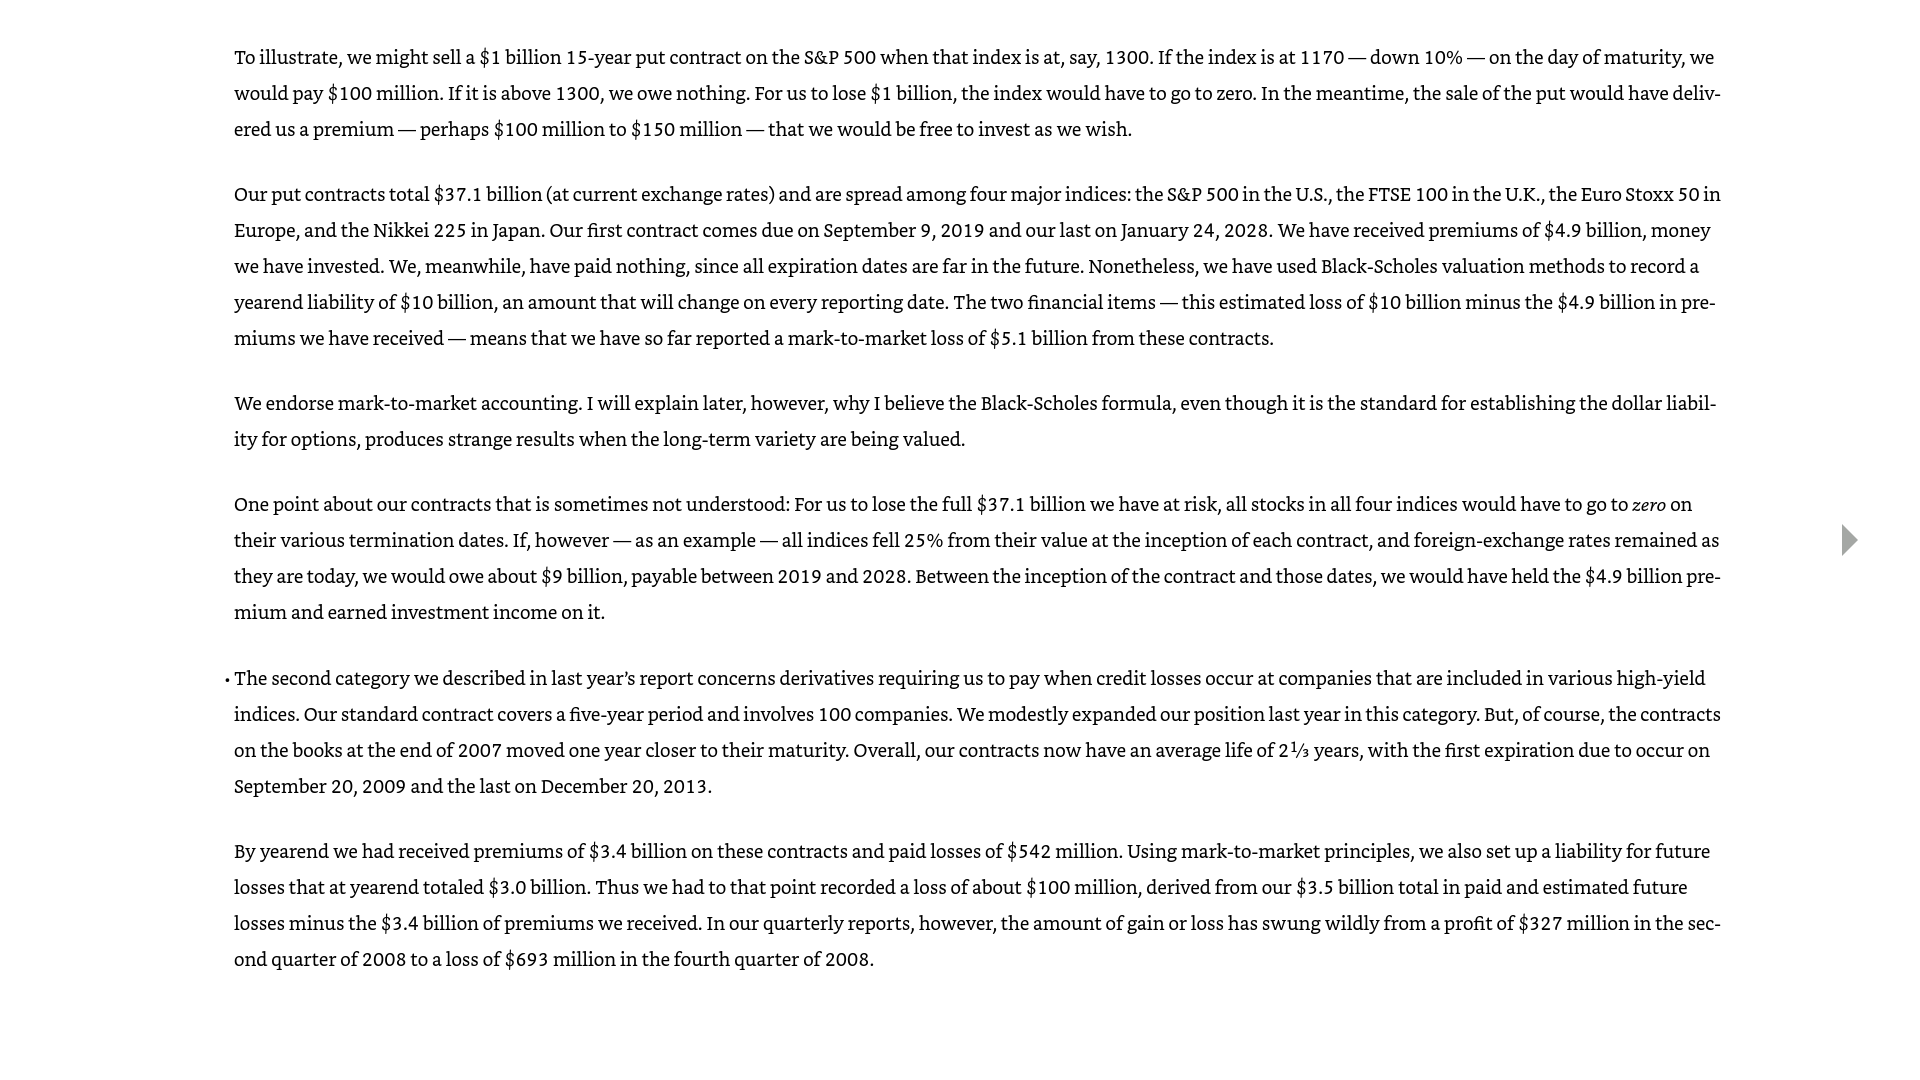 To illustrate, we might sell a $1 billion 15-year put contract on the S&P 500 when that index is at, say, 1300. If the index is at 1170 — down 10% — on the day of maturity, we
would pay $100 million. If it is above 1300, we owe nothing. For us to lose $1 billion, the index would have to go to zero. In the meantime, the sale of the put would have deliv-
ered us a premium — perhaps $100 million to $150 million — that we would be free to invest as we wish.
Our put contracts total $37.1 billion (at current exchange rates) and are spread among four major indices: the S&P 500 in the U.S., the FTSE 100 in the U.K., the Euro Stoxx 50 in
Europe, and the Nikkei 225 in Japan. Our first contract comes due on September 9, 2019 and our last on January 24, 2028. We have received premiums of $4.9 billion, money
we have invested. We, meanwhile, have paid nothing, since all expiration dates are far in the future. Nonetheless, we have used Black-Scholes valuation methods to record a
yearend liability of $10 billion, an amount that will change on every reporting date. The two financial items — this estimated loss of $10 billion minus the $4.9 billion in pre-
miums we have received — means that we have so far reported a mark-to-market loss of $5.1 billion from these contracts.
We endorse mark-to-market accounting. I will explain later, however, why I believe the Black-Scholes formula, even though it is the standard for establishing the dollar liabil-
ity for options, produces strange results when the long-term variety are being valued.
One point about our contracts that is sometimes not understood: For us to lose the full $37.1 billion we have at risk, all stocks in all four indices would have to go to zero on
their various termination dates. If, however — as an example — all indices fell 25% from their value at the inception of each contract, and foreign-exchange rates remained as
they are today, we would owe about $9 billion, payable between 2019 and 2028. Between the inception of the contract and those dates, we would have held the $4.9 billion pre-
mium and earned investment income on it.
• The second category we described in last year’s report concerns derivatives requiring us to pay when credit losses occur at companies that are included in various high-yield
indices. Our standard contract covers a five-year period and involves 100 companies. We modestly expanded our position last year in this category. But, of course, the contracts
on the books at the end of 2007 moved one year closer to their maturity. Overall, our contracts now have an average life of 2⅓ years, with the first expiration due to occur on
September 20, 2009 and the last on December 20, 2013.
By yearend we had received premiums of $3.4 billion on these contracts and paid losses of $542 million. Using mark-to-market principles, we also set up a liability for future
losses that at yearend totaled $3.0 billion. Thus we had to that point recorded a loss of about $100 million, derived from our $3.5 billion total in paid and estimated future
losses minus the $3.4 billion of premiums we received. In our quarterly reports, however, the amount of gain or loss has swung wildly from a profit of $327 million in the sec-
ond quarter of 2008 to a loss of $693 million in the fourth quarter of 2008.